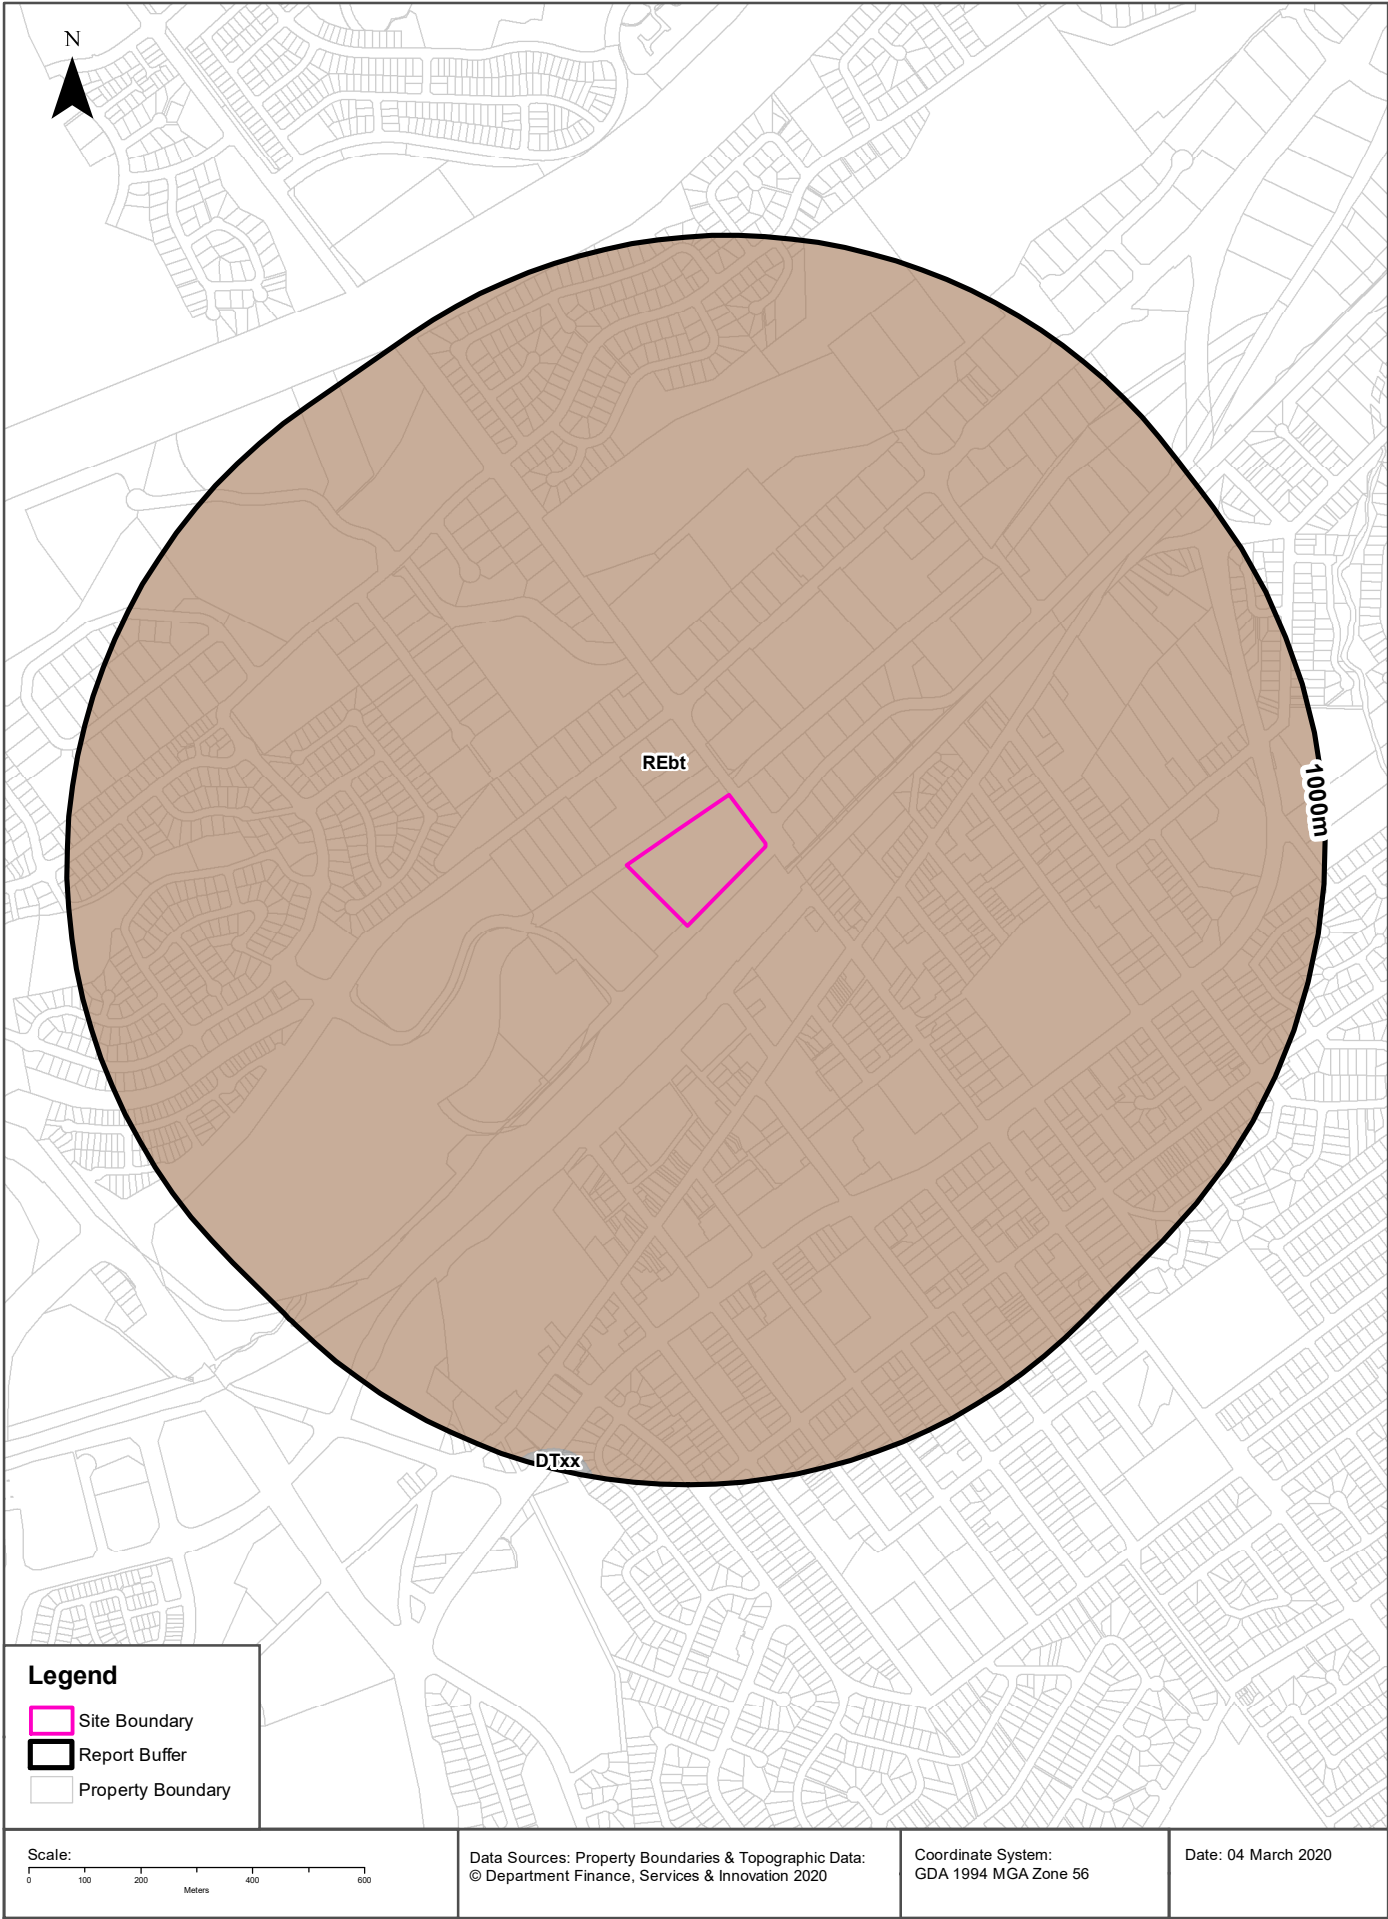 N
REbt
1000m
DTxx
Legend
Site Boundary
Report Buffer
Property Boundary
Scale:
0 100 200 400 600
Meters
Data Sources: Property Boundaries & Topographic Data:
© Department Finance, Services & Innovation 2020
Coordinate System:
GDA 1994 MGA Zone 56
Date: 04 March 2020